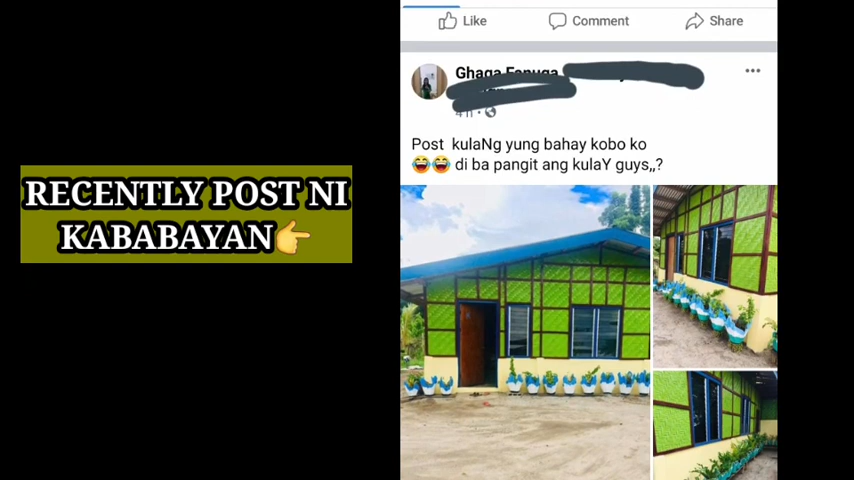 Like Comment Share
Ghaga
Post kulaNg yung bahay kobo ko
😂😂 di ba pangit ang kulaY guys,,?
RECENTLY POST NI
KABABAYAN👉